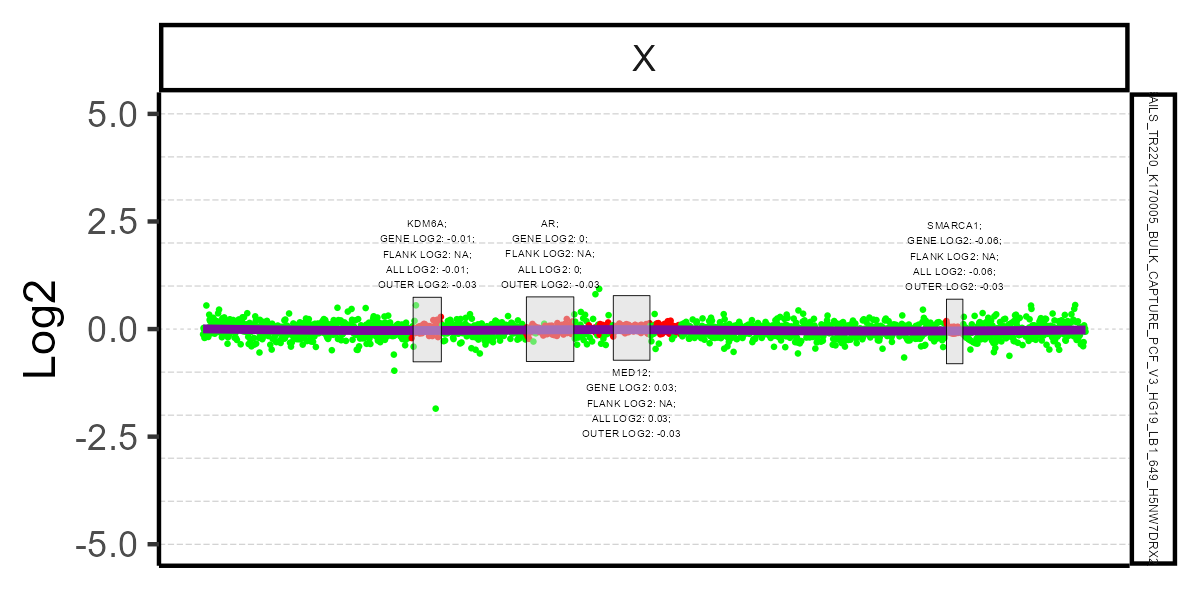 X
5.0
2.5
0.0
-2.5
-5.0
Log2
KDM6A;
GENE LOG2: -0.01;
FLANK LOG2: NA;
ALL LOG2: -0.01;
OUTER LOG2: -0.03
AR;
GENE LOG2: 0;
FLANK LOG2: NA;
ALL LOG2: 0;
OUTER LOG2: -0.03
MED12;
GENE LOG2: 0.03;
FLANK LOG2: NA;
ALL LOG2: 0.03;
OUTER LOG2: -0.03
SMARCA1;
GENE LOG2: -0.06;
FLANK LOG2: NA;
ALL LOG2: -0.06;
OUTER LOG2: -0.03
AILS_TR220_K170005_BULK_CAPTURE_PCF_V3_HG19_LB1_649_H5NW7DRX2